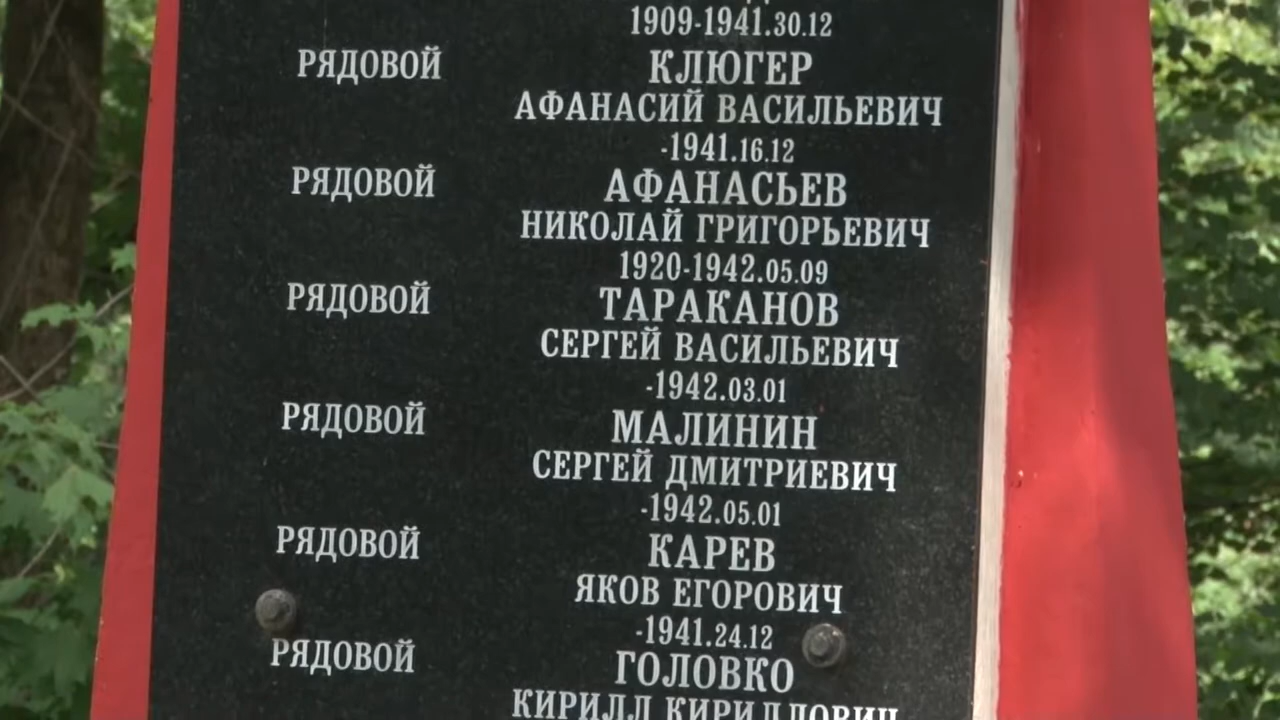 1909-1941.30.12
РЯДОВОЙ КЛЮГЕР
АФАНАСИЙ ВАСИЛЬЕВИЧ
-1941.16.12
РЯДОВОЙ АФАНАСЬЕВ
НИКОЛАЙ ГРИГОРЬЕВИЧ
1920-1942.05.09
РЯДОВОЙ ТАРАКАНОВ
СЕРГЕЙ ВАСИЛЬЕВИЧ
-1942.03.01
РЯДОВОЙ МАЛИНИН
СЕРГЕЙ ДМИТРИЕВИЧ
-1942.05.01
РЯДОВОЙ КАРЕВ
ЯКОВ ЕГОРОВИЧ
-1941.24.12
РЯДОВОЙ ГОЛОВКО
КИРИЛЛ КИРИЛЛОВИЧ